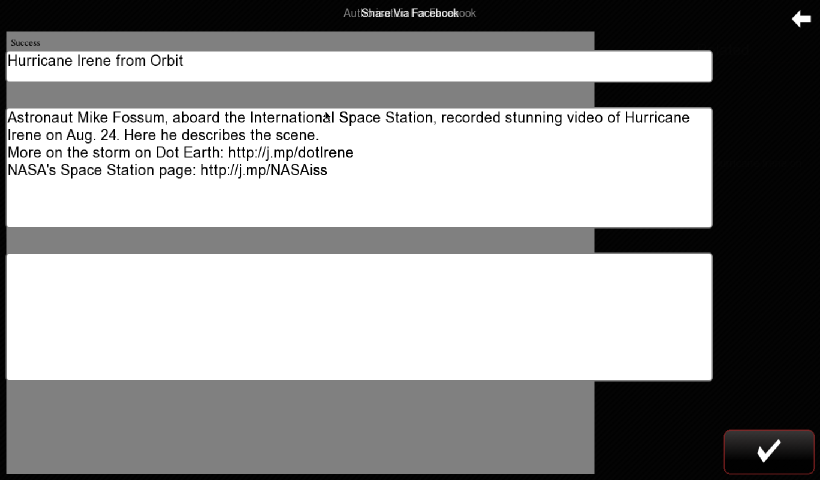 Share Via Facebook
Success
Hurricane Irene from Orbit
Astronaut Mike Fossum, aboard the International Space Station, recorded stunning video of Hurricane
Irene on Aug. 24. Here he describes the scene.
More on the storm on Dot Earth: http://j.mp/dotIrene
NASA's Space Station page: http://j.mp/NASAiss